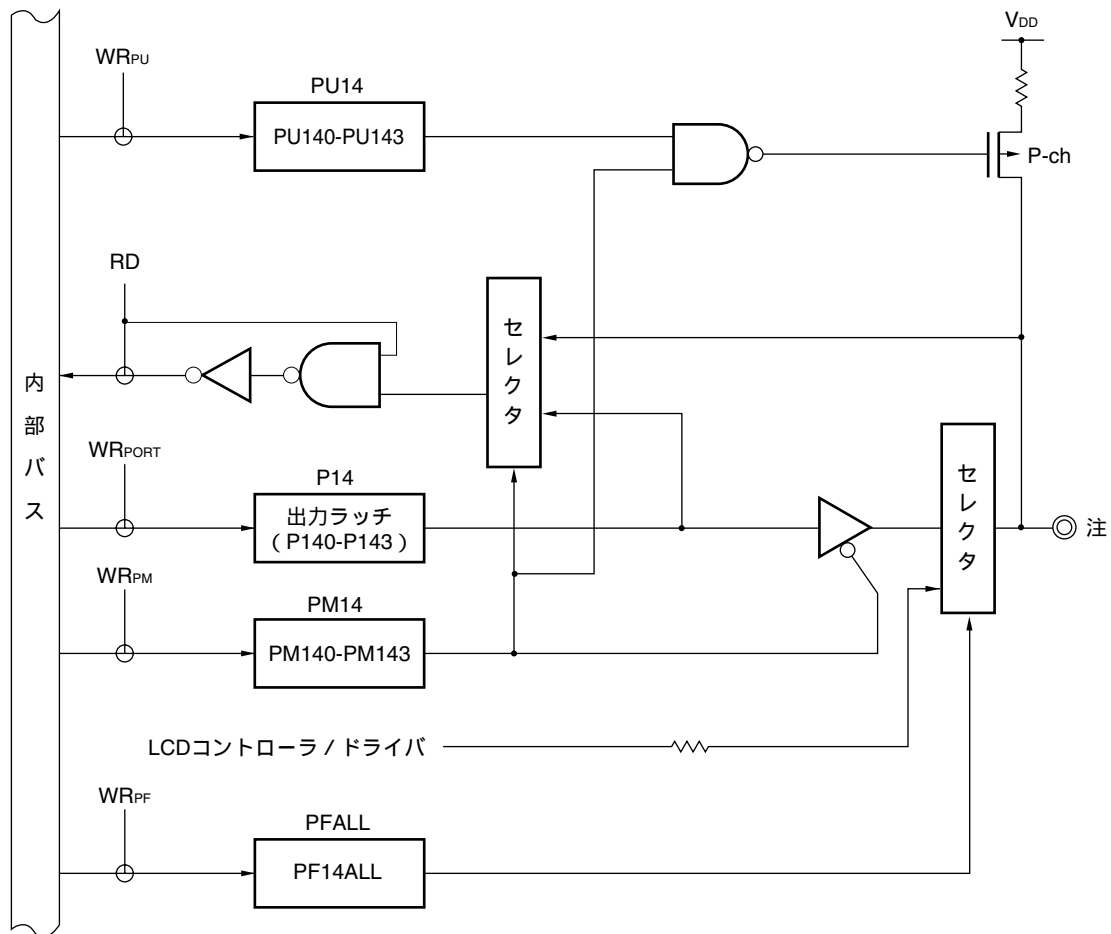 VDD
WRPU
PU14
PU140-PU143
P-ch
RD
セレクタ
内部バス
WRPORT
P14
出力ラッチ
（P140-P143）
セレクタ
注
WRPM
PM14
PM140-PM143
LCDコントローラ／ドライバ
WRPF
PFALL
PF14ALL